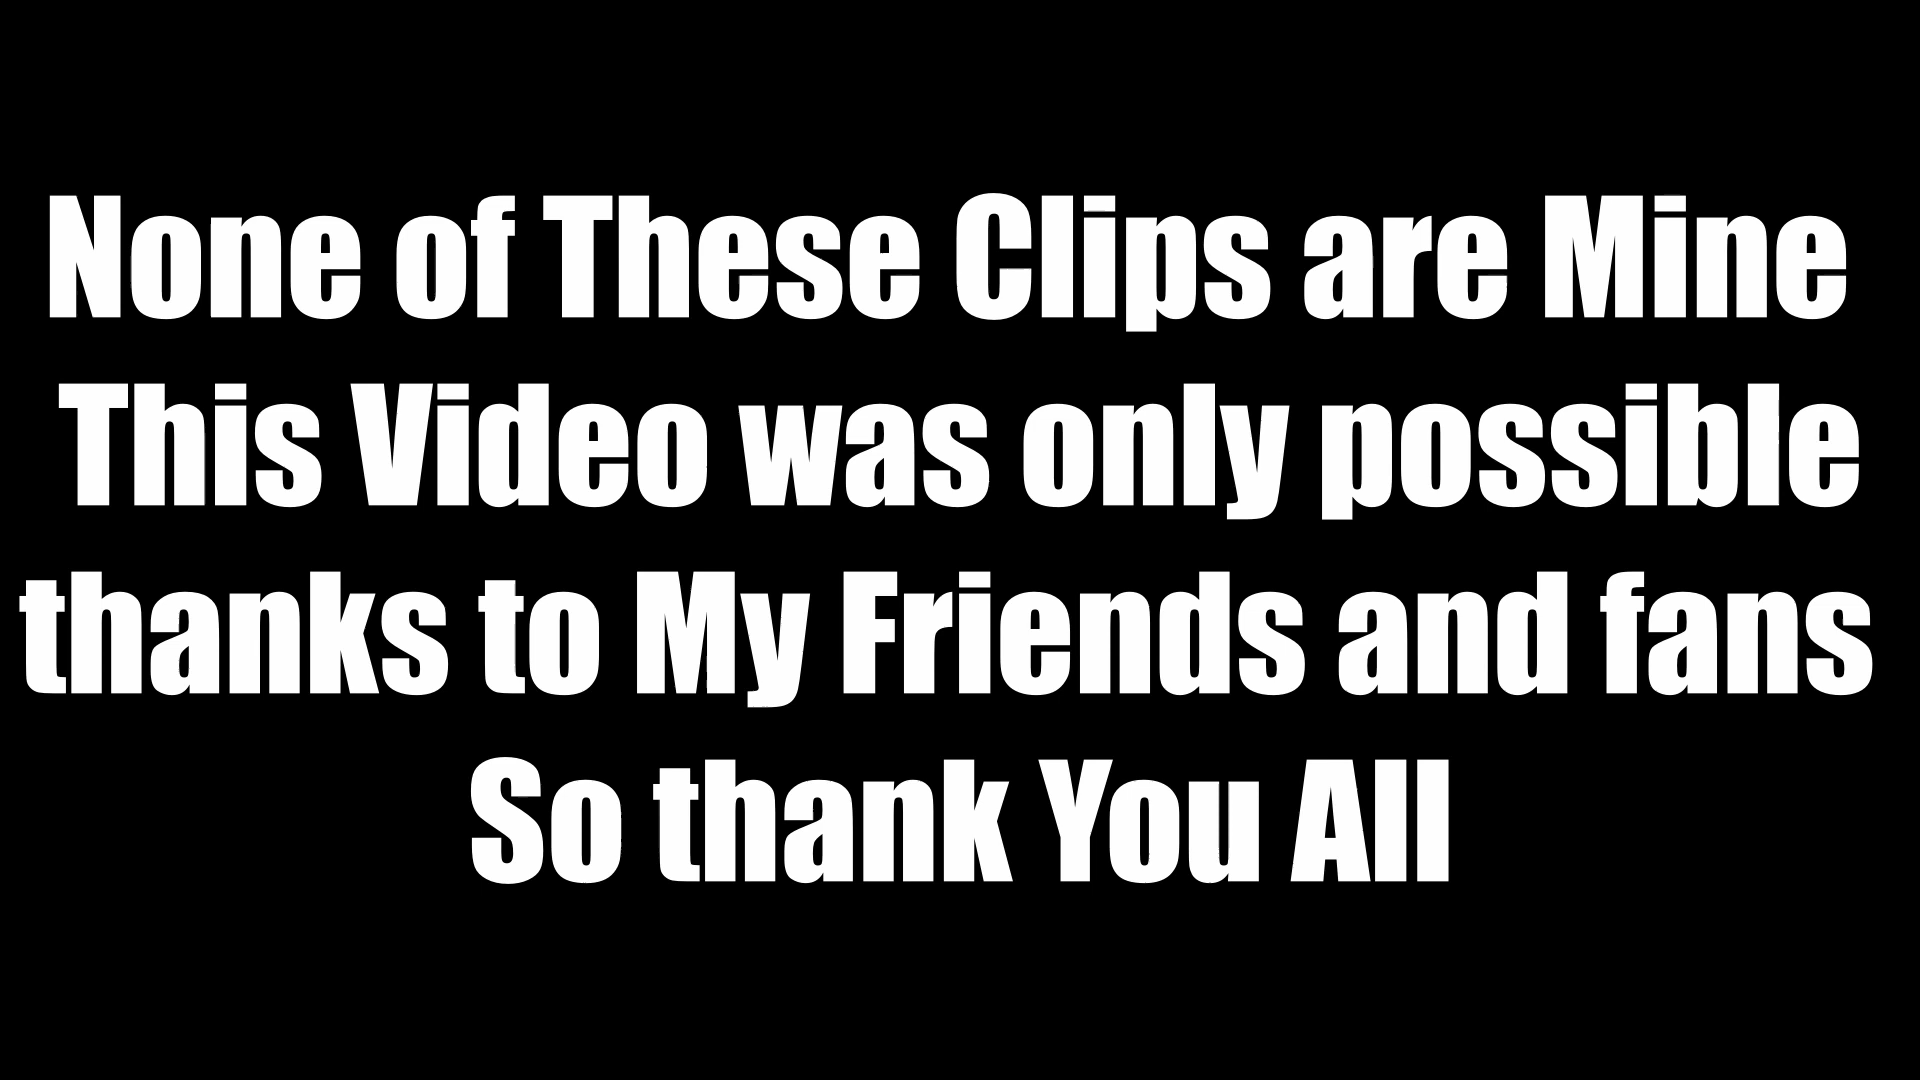 None of These Clips are Mine
This Video was only possible
thanks to My Friends and fans
So thank You All